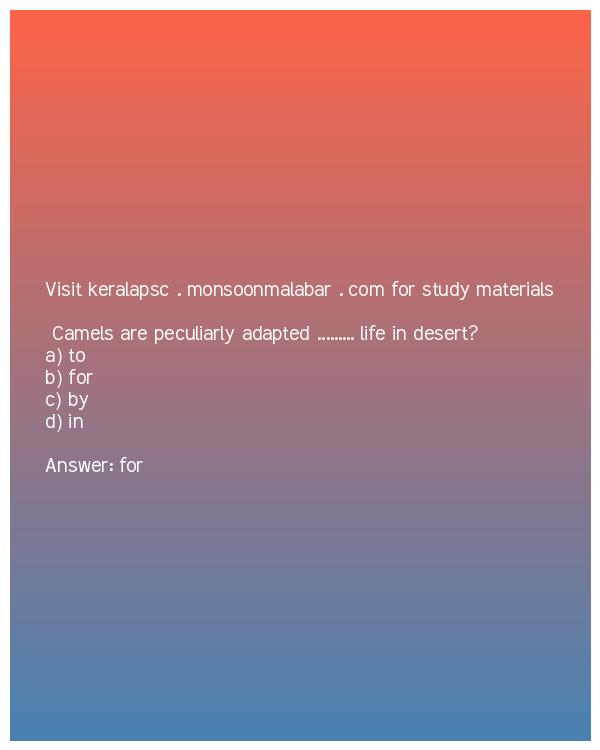 Visit keralapsc . monsoonmalabar . com for study materials
Camels are peculiarly adapted ......... life in desert?
a) to
b) for
c) by
d) in
Answer: for